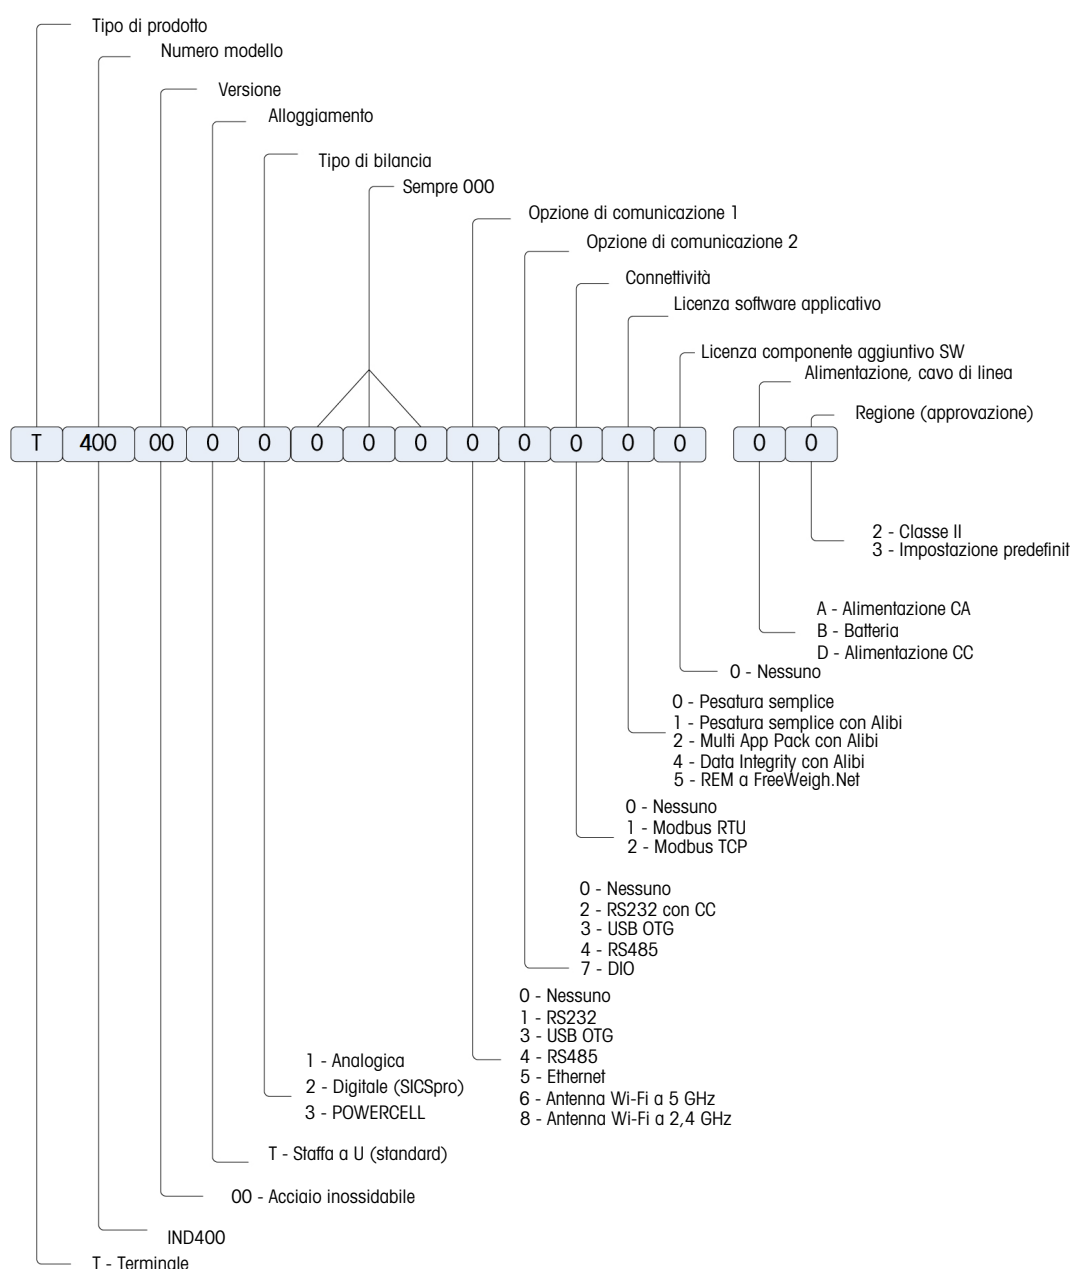 Tipo di prodotto
Numero modello
Versione
Alloggiamento
Tipo di bilancia
Sempre 000
Opzione di comunicazione 1
Opzione di comunicazione 2
Connettività
Licenza software applicativo
Licenza componente aggiuntivo SW
Alimentazione, cavo di linea
Regione (approvazione)
T 400 00 0 0 0 0 0 0 0 0 0 0 0 0
2 - Classe II
3 - Impostazione predefinit
A - Alimentazione CA
B - Batteria
D - Alimentazione CC
0 - Nessuno
0 - Pesatura semplice
1 - Pesatura semplice con Alibi
2 - Multi App Pack con Alibi
4 - Data Integrity con Alibi
5 - REM a FreeWeigh.Net
0 - Nessuno
1 - Modbus RTU
2 - Modbus TCP
0 - Nessuno
2 - RS232 con CC
3 - USB OTG
4 - RS485
7 - DIO
0 - Nessuno
1 - RS232
3 - USB OTG
4 - RS485
5 - Ethernet
6 - Antenna Wi-Fi a 5 GHz
8 - Antenna Wi-Fi a 2,4 GHz
1 - Analogica
2 - Digitale (SICSpro)
3 - POWERCELL
T - Staffa a U (standard)
00 - Acciaio inossidabile
IND400
T - Terminale